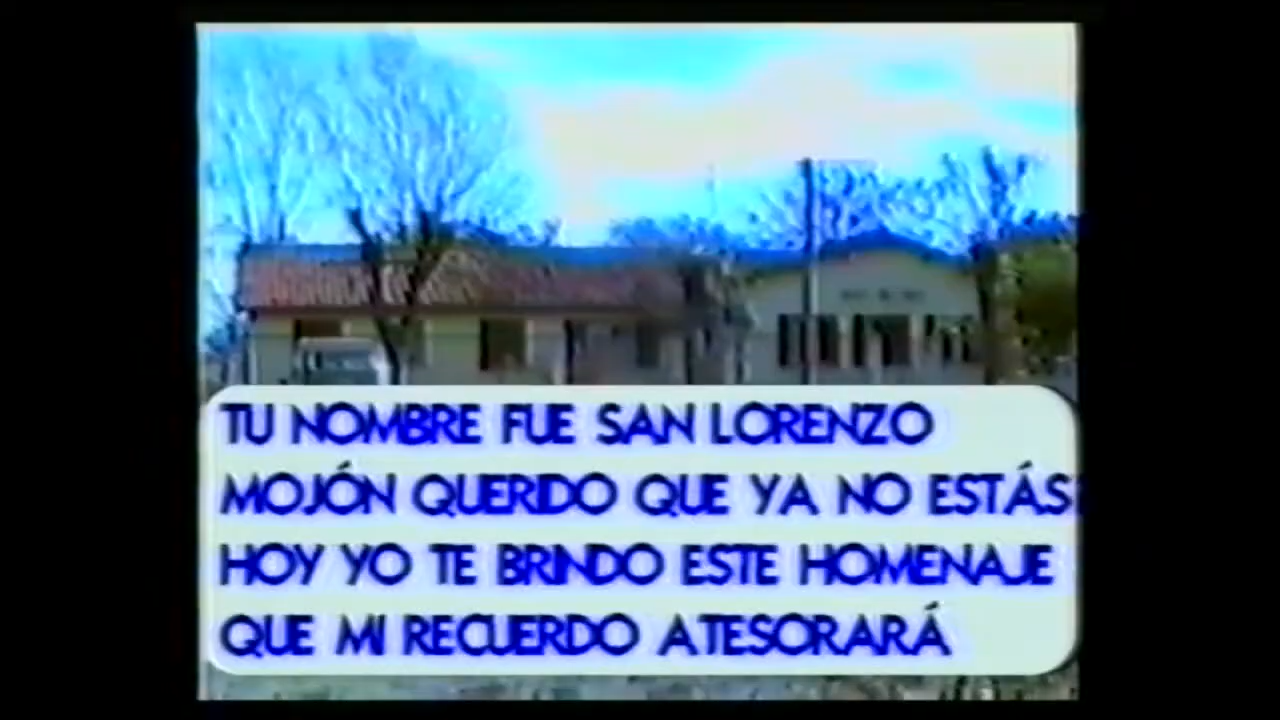 TU NOMBRE FUE SAN LORENZO
MOJÓN QUERIDO QUE YA NO ESTÁS
HOY YO TE BRINDO ESTE HOMENAJE
QUE MI RECUERDO ATESORARÁ